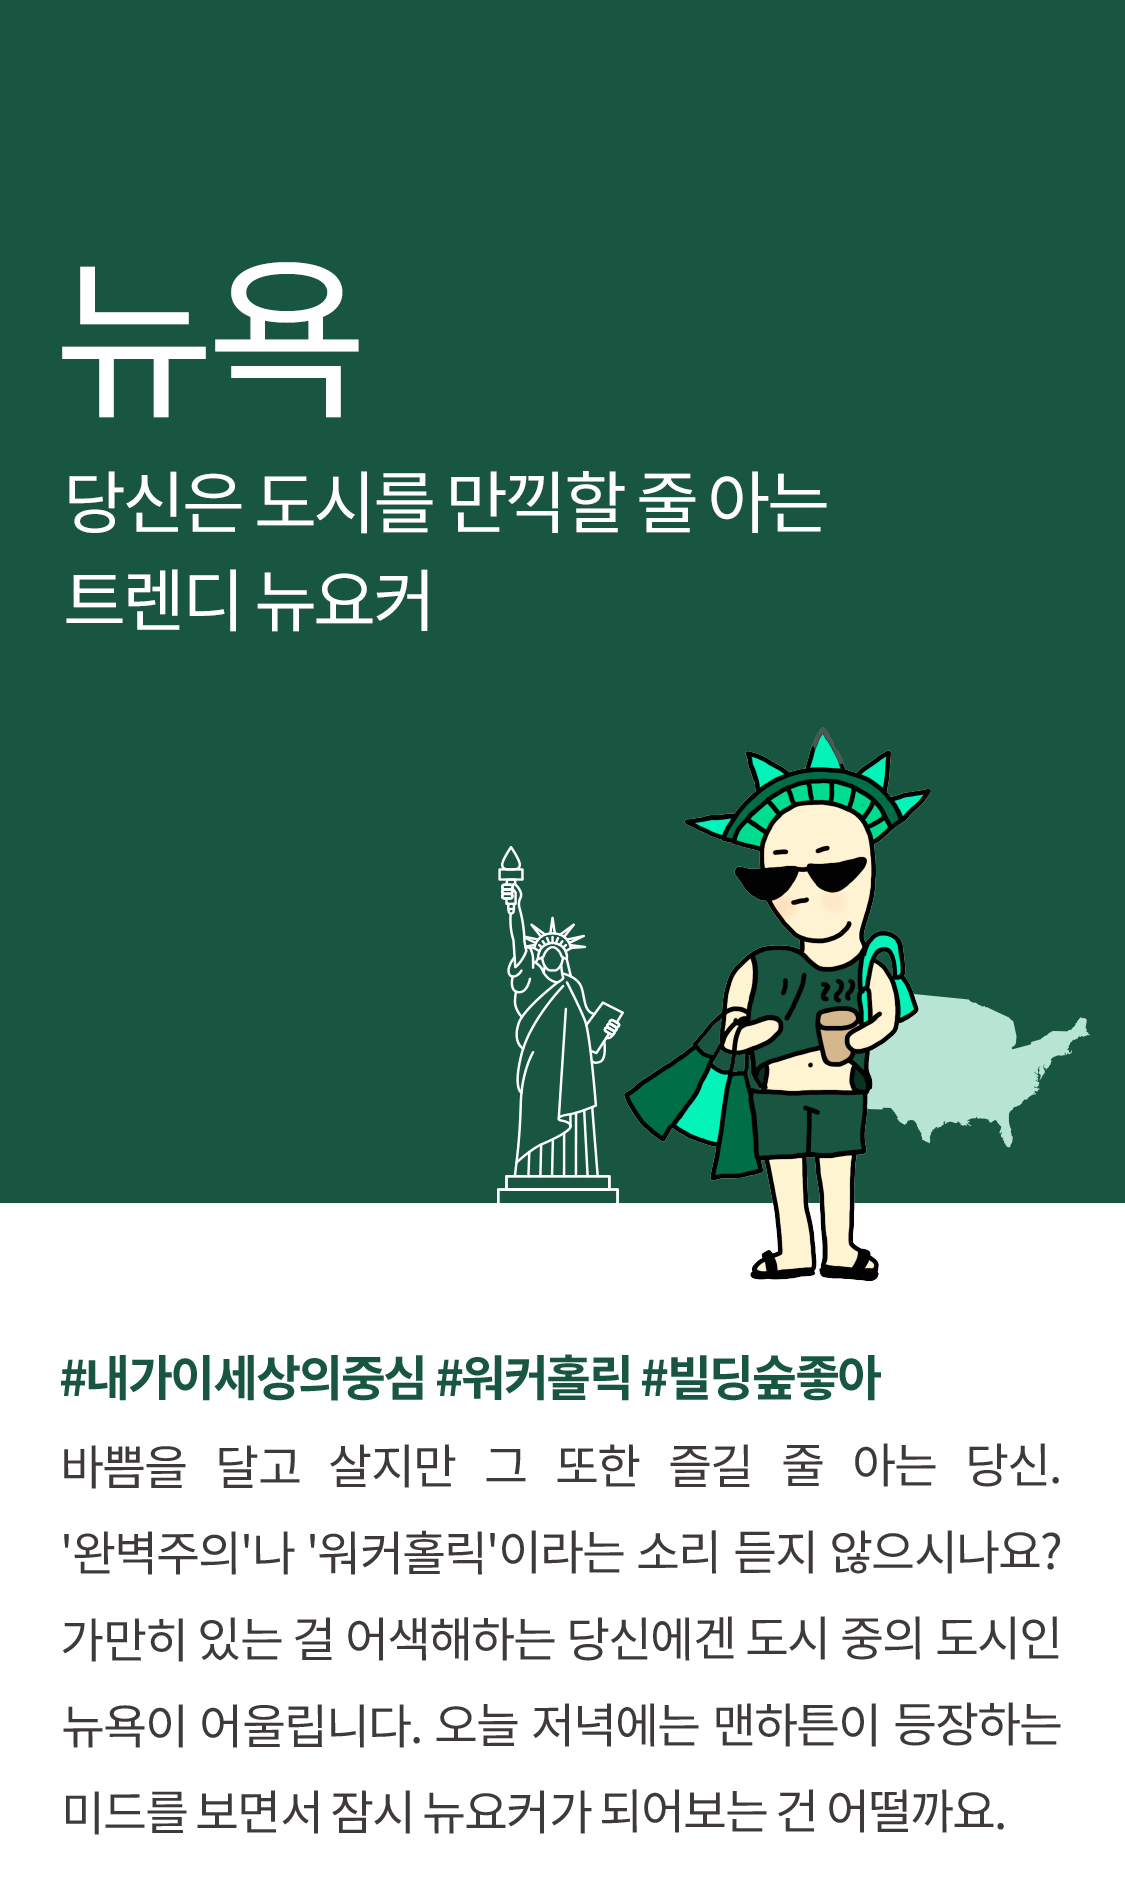 뉴욕
당신은 도시를 만끽할 줄 아는
트렌디 뉴요커
#내가이세상의중심 #워커홀릭 #빌딩숲좋아
바쁨을 달고 살지만 그 또한 즐길 줄 아는 당신.
'완벽주의'나 '워커홀릭'이라는 소리 듣지 않으시나요?
가만히 있는 걸 어색해하는 당신에겐 도시 중의 도시인
뉴욕이 어울립니다. 오늘 저녁에는 맨하튼이 등장하는
미드를 보면서 잠시 뉴요커가 되어보는 건 어떨까요.